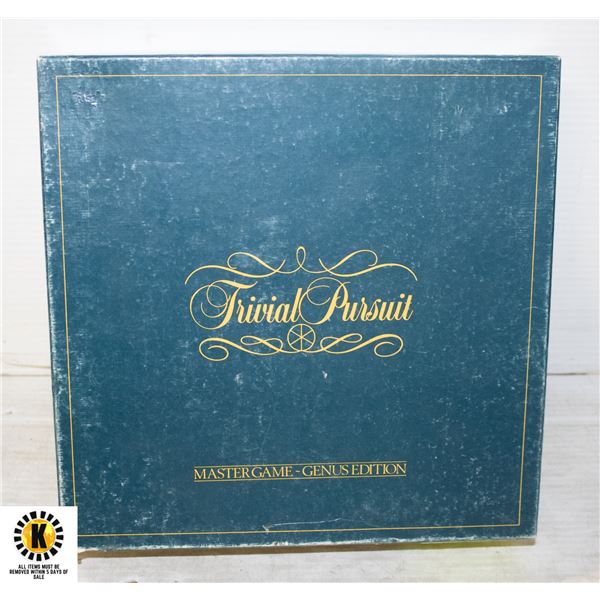 Trivial Pursuit
MASTER GAME ~ GENUS EDITION
K
ALL ITEMS MUST BE
REMOVED WITHIN 5 DAYS OF
SALE